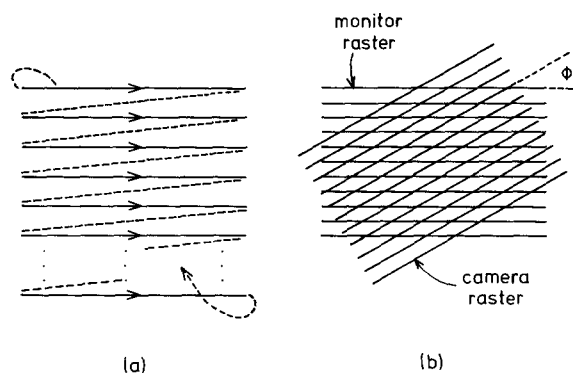 monitor
raster
Φ
camera
raster
(a)
(b)